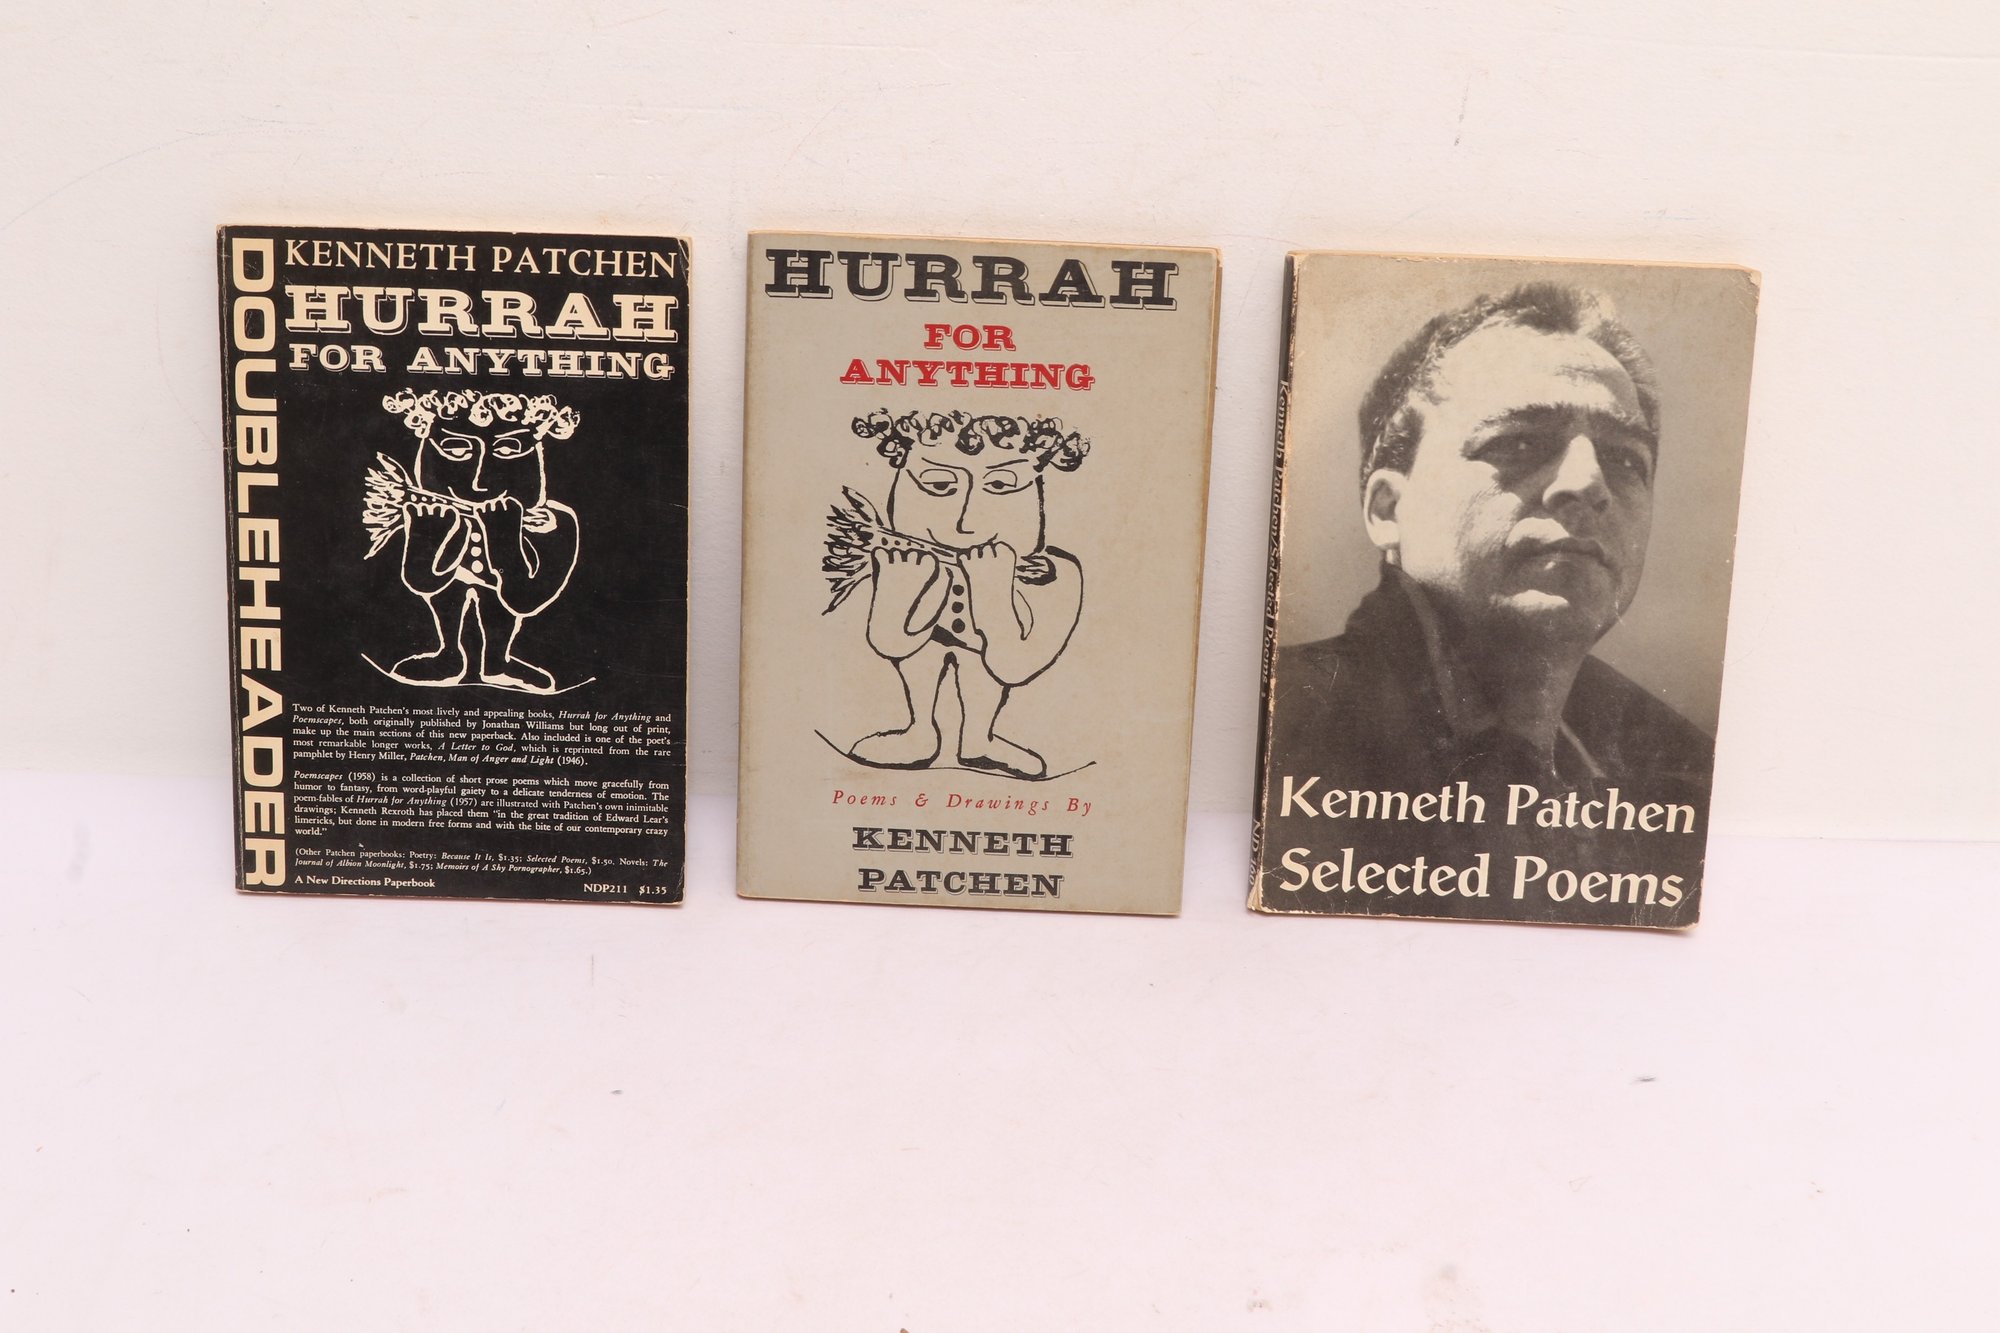 DOUBLEHEADER
KENNETH PATCHEN
HURRAH
FOR ANYTHING
Two of Kenneth Patchen's most lively and appealing books, Hurrah for Anything and
Poemscapes, both originally published by Jonathan Williams but long out of print,
make up the main sections of this new paperback. Also included is one of the poet's
most remarkable longer works, A Letter to God, which is reprinted from the rare
pamphlet by Henry Miller, Patchen, Man of Anger and Light (1946).
Poemscapes (1958) is a collection of short prose poems which move gracefully from
humor to fantasy, from word-playful gaiety to a delicate tenderness of emotion. The
poem-fables of Hurrah for Anything (1957) are illustrated with Patchen's own inimitable
drawings; Kenneth Rexroth has placed them "in the great tradition of Edward Lear's
limericks, but done in modern free forms and with the bite of our contemporary crazy
world."
(Other Patchen paperbooks: Poetry: Because It Is, $1.35; Selected Poems, $1.50. Novels: The
Journal of Albion Moonlight, $1.75; Memoirs of A Shy Pornographer, $1.65.)
A New Directions Paperbook NDP211 $1.35
HURRAH
FOR
ANYTHING
Poems & Drawings By
KENNETH
PATCHEN
Kenneth Patchen/Selected Poems
Kenneth Patchen
Selected Poems